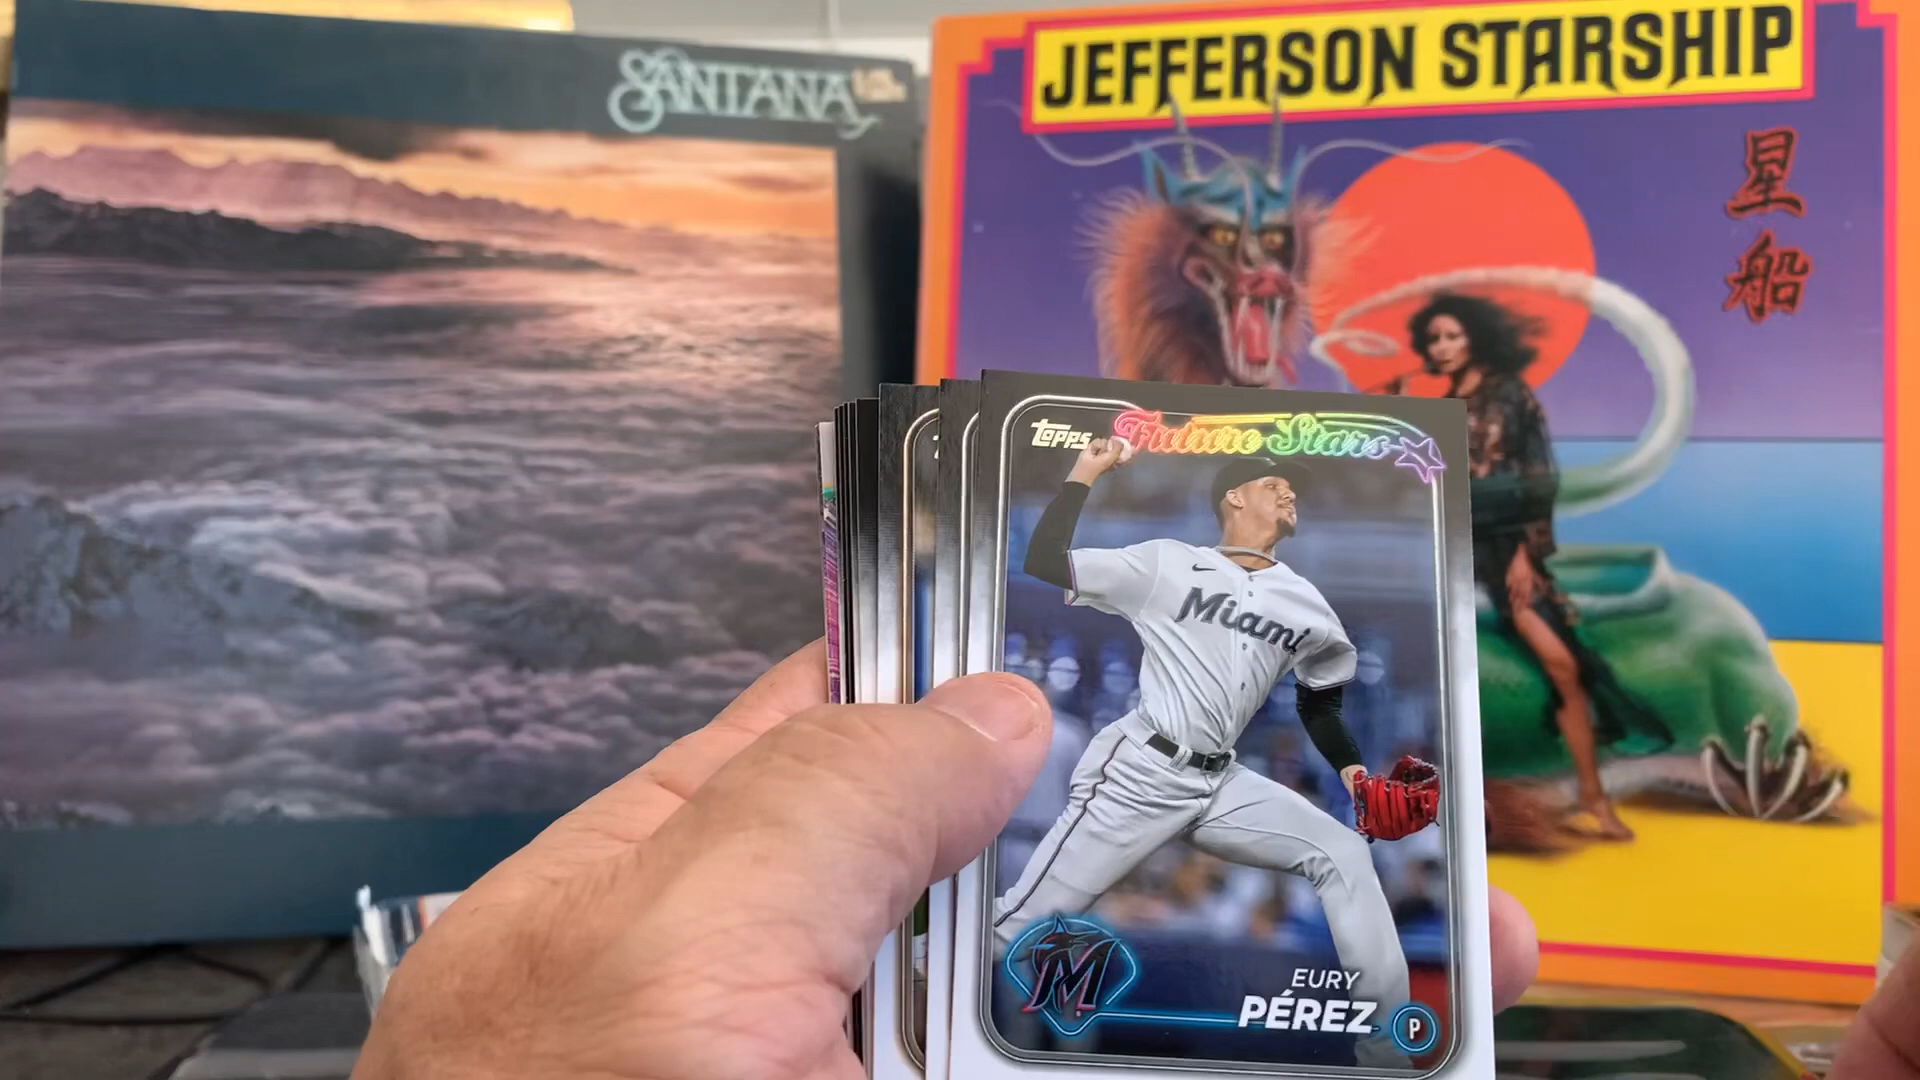 SANTANA
JEFFERSON STARSHIP
星
船
topps Future Stars
Miami
M
EURY
PÉREZ
P